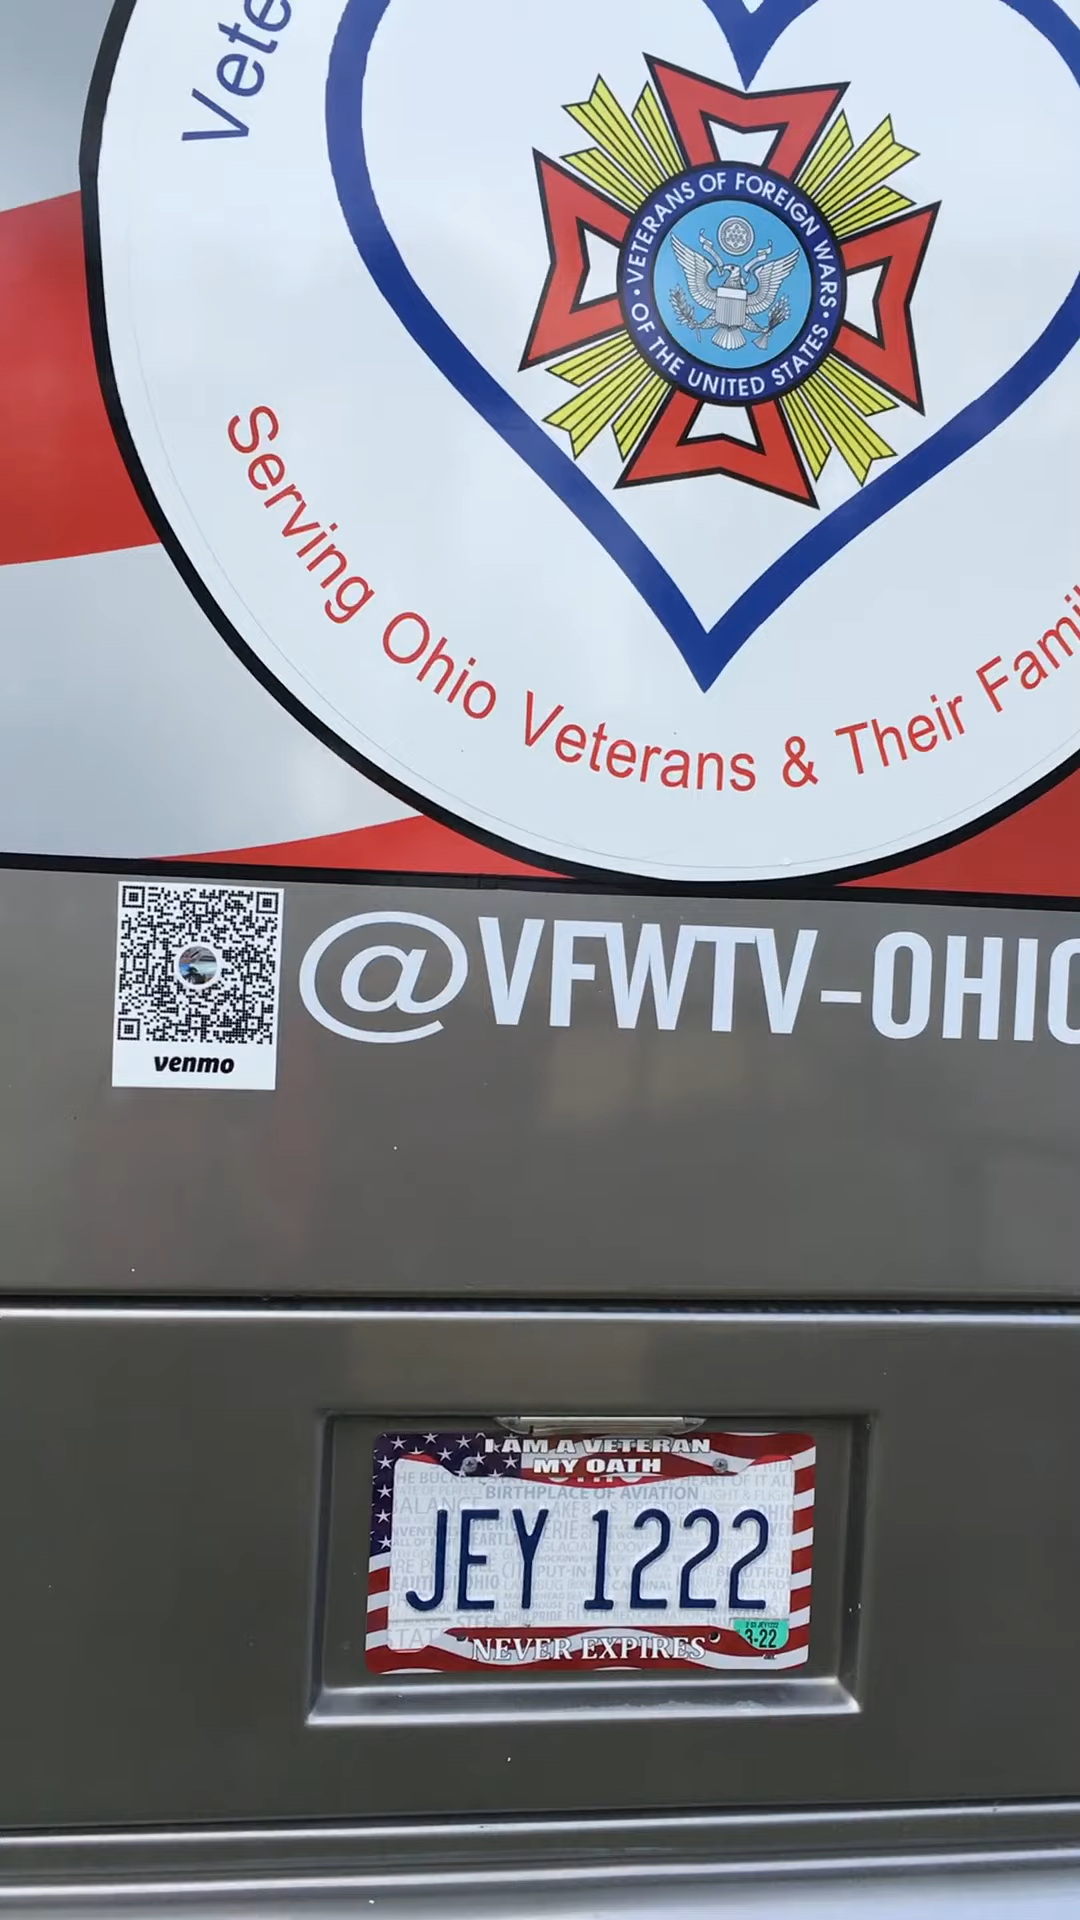 Vete
VETERANS OF FOREIGN WARS
OF THE UNITED STATES
Serving Ohio Veterans & Their Famil
@VFWTV-OHIO
venmo
I AM A VETERAN
MY OATH
BIRTHPLACE OF AVIATION
JEY 1222
3-22
NEVER EXPIRES